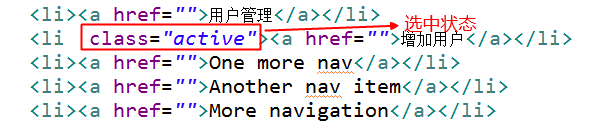 <li><a href="">用户管理</a></li>
<li class="active"><a href="">增加用户</a></li>
选中状态
<li><a href="">One more nav</a></li>
<li><a href="">Another nav item</a></li>
<li><a href="">More navigation</a></li>